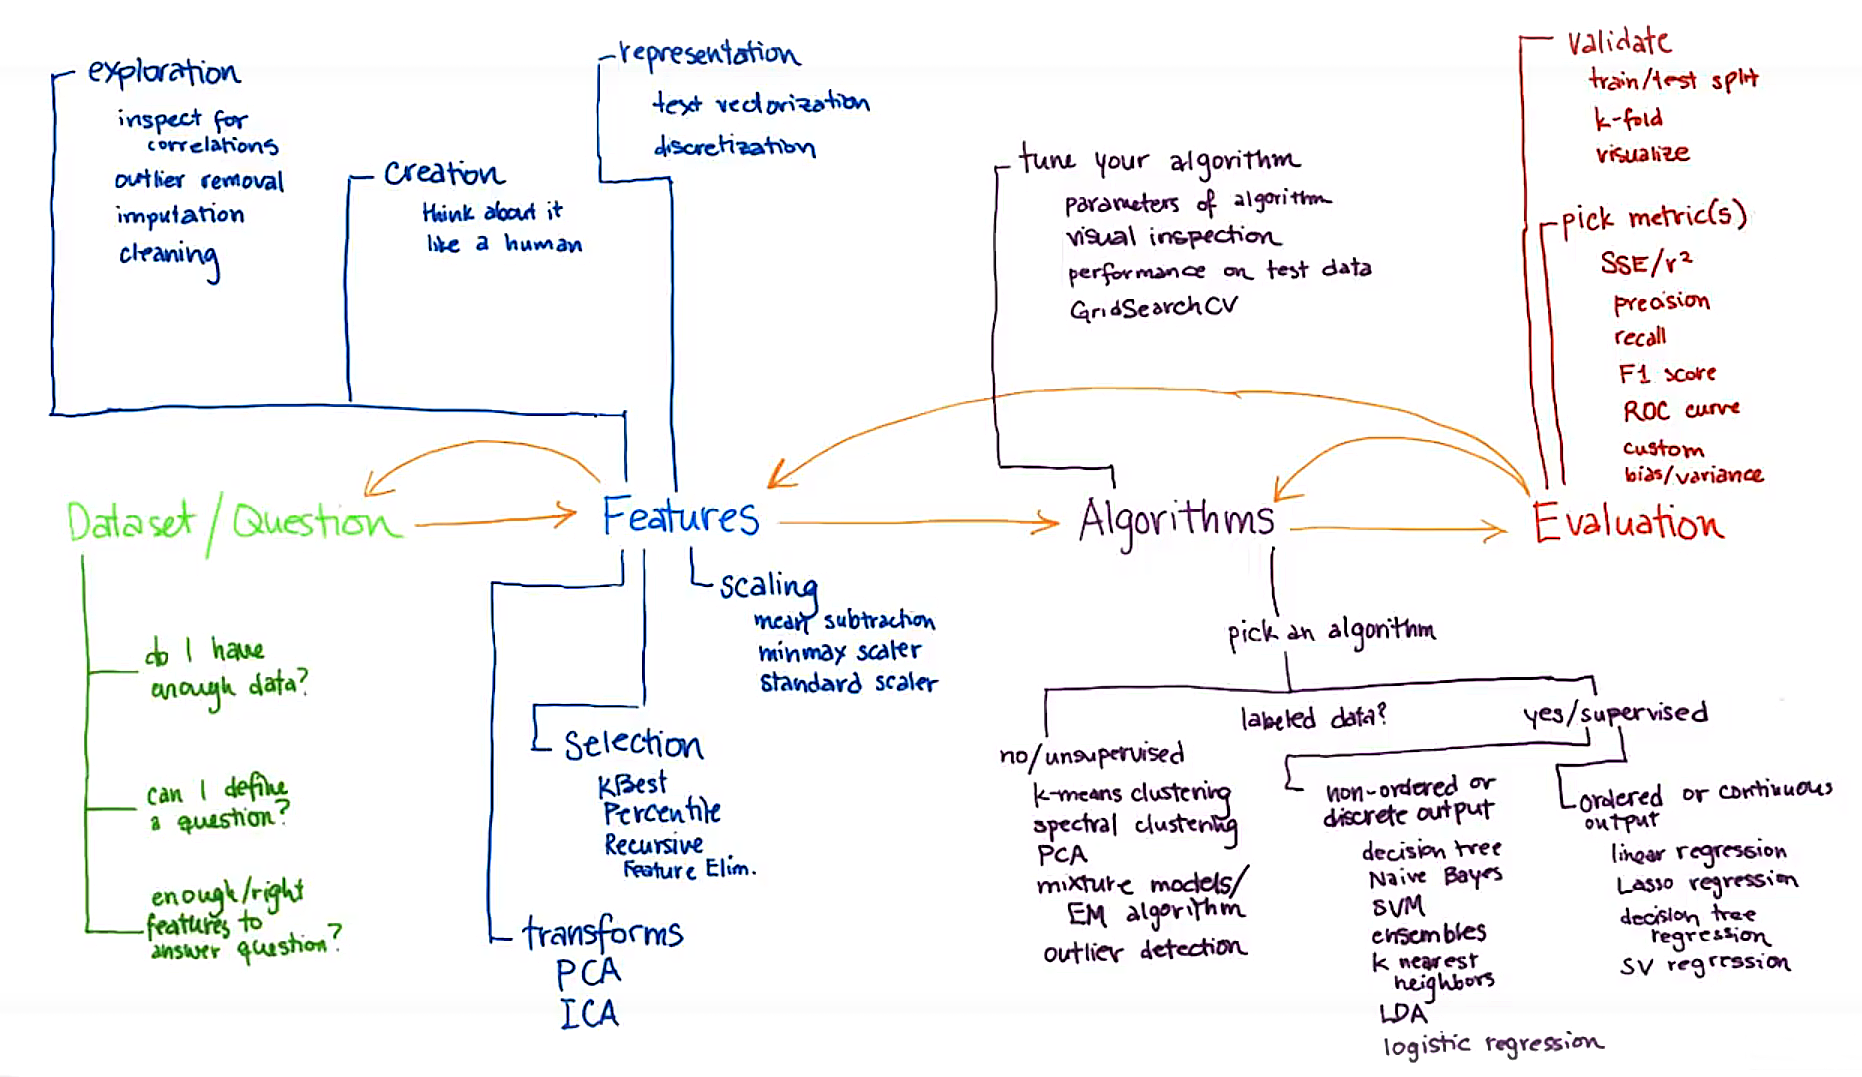 exploration
inspect for
correlations
outlier removal
imputation
cleaning
creation
think about it
like a human
representation
text vectorization
discretization
tune your algorithm
parameters of algorithm
visual inspection
performance on test data
GridSearchCV
validate
train/test split
k-fold
visualize
pick metric(s)
SSE/r²
precision
recall
F1 score
ROC curve
custom
bias/variance
Dataset/Question
Features
Algorithms
Evaluation
do I have
enough data?
can I define
a question?
enough/right
features to
answer question?
scaling
mean subtraction
minmax scaler
standard scaler
selection
KBest
Percentile
Recursive
Feature Elim.
transforms
PCA
ICA
pick an algorithm
labeled data?
no/unsupervised
k-means clustering
spectral clustering
PCA
mixture models/
EM algorithm
outlier detection
yes/supervised
non-ordered or
discrete output
decision tree
Naive Bayes
SVM
ensembles
k nearest
neighbors
LDA
logistic regression
ordered or continuous
output
linear regression
Lasso regression
decision tree
regression
SV regression